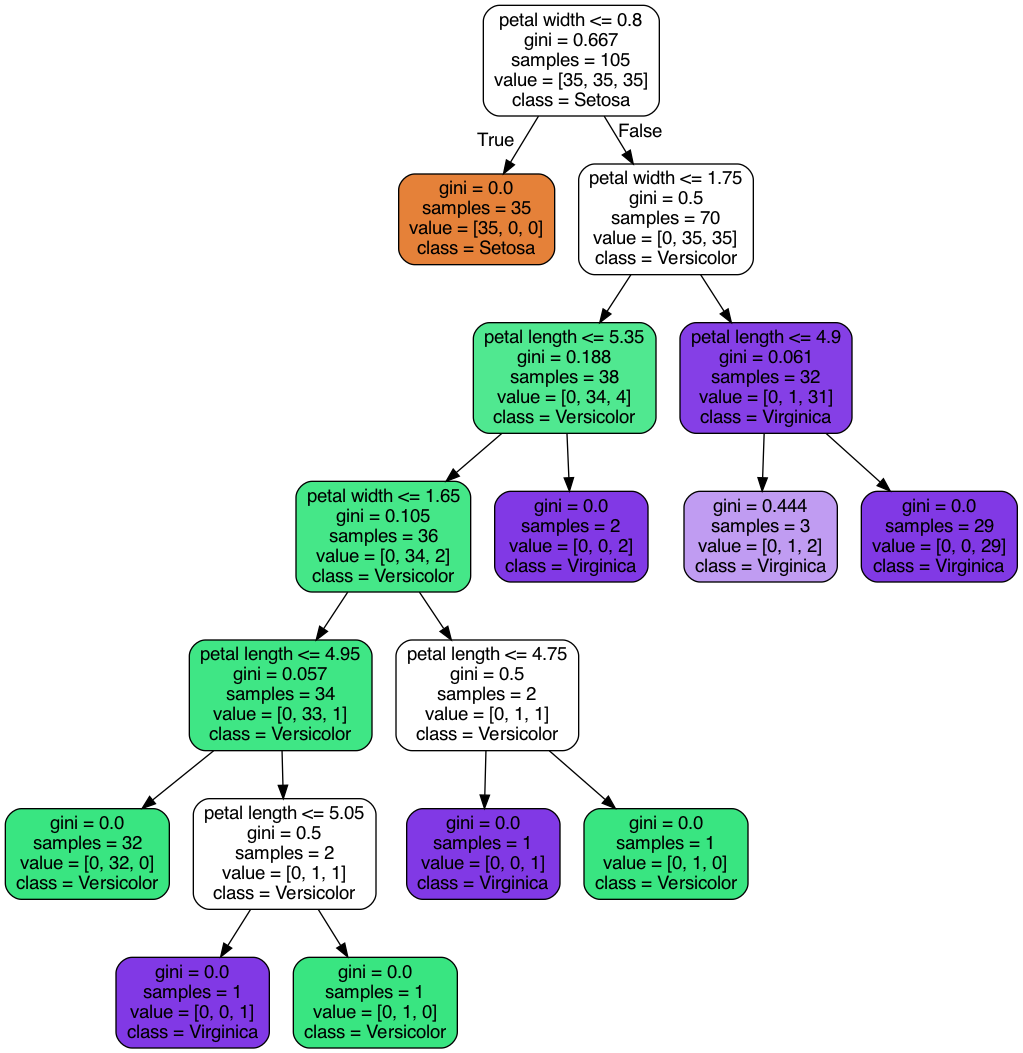 petal width <= 0.8
gini = 0.667
samples = 105
value = [35, 35, 35]
class = Setosa
True
False
gini = 0.0
samples = 35
value = [35, 0, 0]
class = Setosa
petal width <= 1.75
gini = 0.5
samples = 70
value = [0, 35, 35]
class = Versicolor
petal length <= 5.35
gini = 0.188
samples = 38
value = [0, 34, 4]
class = Versicolor
petal length <= 4.9
gini = 0.061
samples = 32
value = [0, 1, 31]
class = Virginica
petal width <= 1.65
gini = 0.105
samples = 36
value = [0, 34, 2]
class = Versicolor
gini = 0.0
samples = 2
value = [0, 0, 2]
class = Virginica
gini = 0.444
samples = 3
value = [0, 1, 2]
class = Virginica
gini = 0.0
samples = 29
value = [0, 0, 29]
class = Virginica
petal length <= 4.95
gini = 0.057
samples = 34
value = [0, 33, 1]
class = Versicolor
petal length <= 4.75
gini = 0.5
samples = 2
value = [0, 1, 1]
class = Versicolor
gini = 0.0
samples = 32
value = [0, 32, 0]
class = Versicolor
petal length <= 5.05
gini = 0.5
samples = 2
value = [0, 1, 1]
class = Versicolor
gini = 0.0
samples = 1
value = [0, 0, 1]
class = Virginica
gini = 0.0
samples = 1
value = [0, 1, 0]
class = Versicolor
gini = 0.0
samples = 1
value = [0, 0, 1]
class = Virginica
gini = 0.0
samples = 1
value = [0, 1, 0]
class = Versicolor